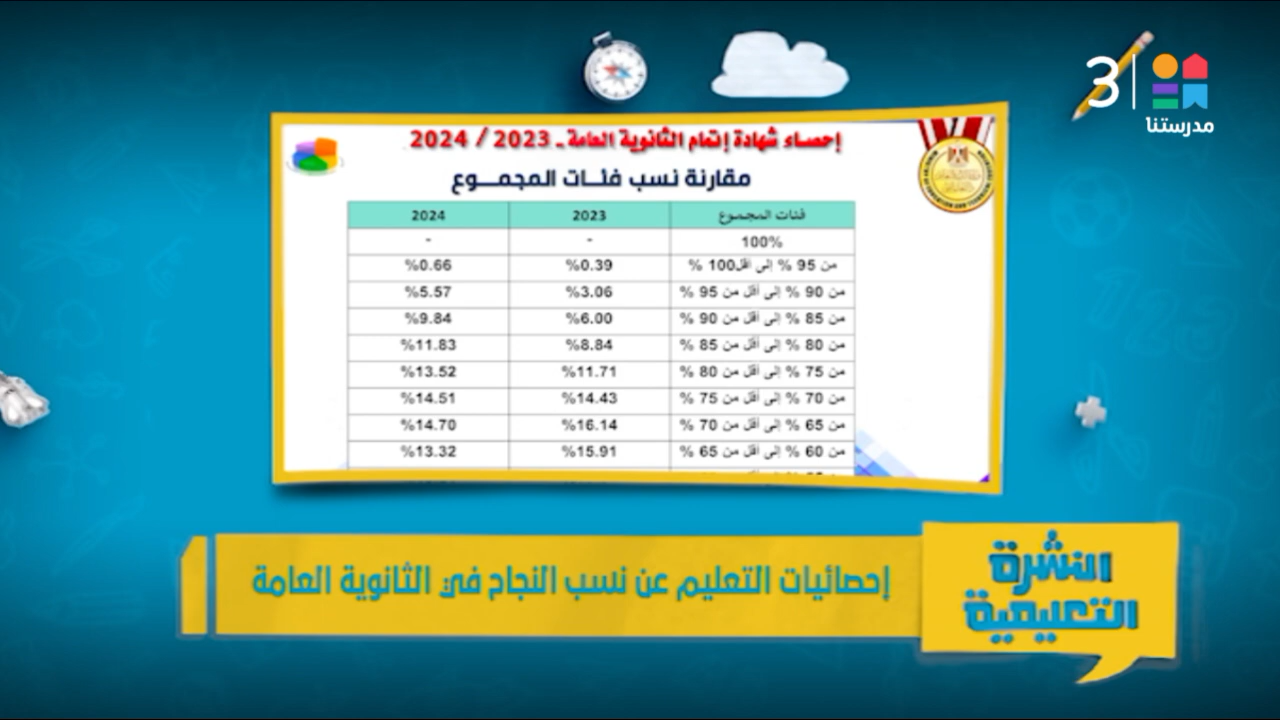 3
مدرستنا
إحصاء شهادة إتمام الثانوية العامة - 2023 / 2024
مقارنة نسب فئات المجموع
فئات المجموع 2023 2024
100% - -
من 95 % إلى أقل100 % %0.39 %0.66
من 90 % إلى أقل من 95 % %3.06 %5.57
من 85 % إلى أقل من 90 % %6.00 %9.84
من 80 % إلى أقل من 85 % %8.84 %11.83
من 75 % إلى أقل من 80 % %11.71 %13.52
من 70 % إلى أقل من 75 % %14.43 %14.51
من 65 % إلى أقل من 70 % %16.14 %14.70
من 60 % إلى أقل من 65 % %15.91 %13.32
النشرة
التعليمية
إحصائيات التعليم عن نسب النجاح في الثانوية العامة